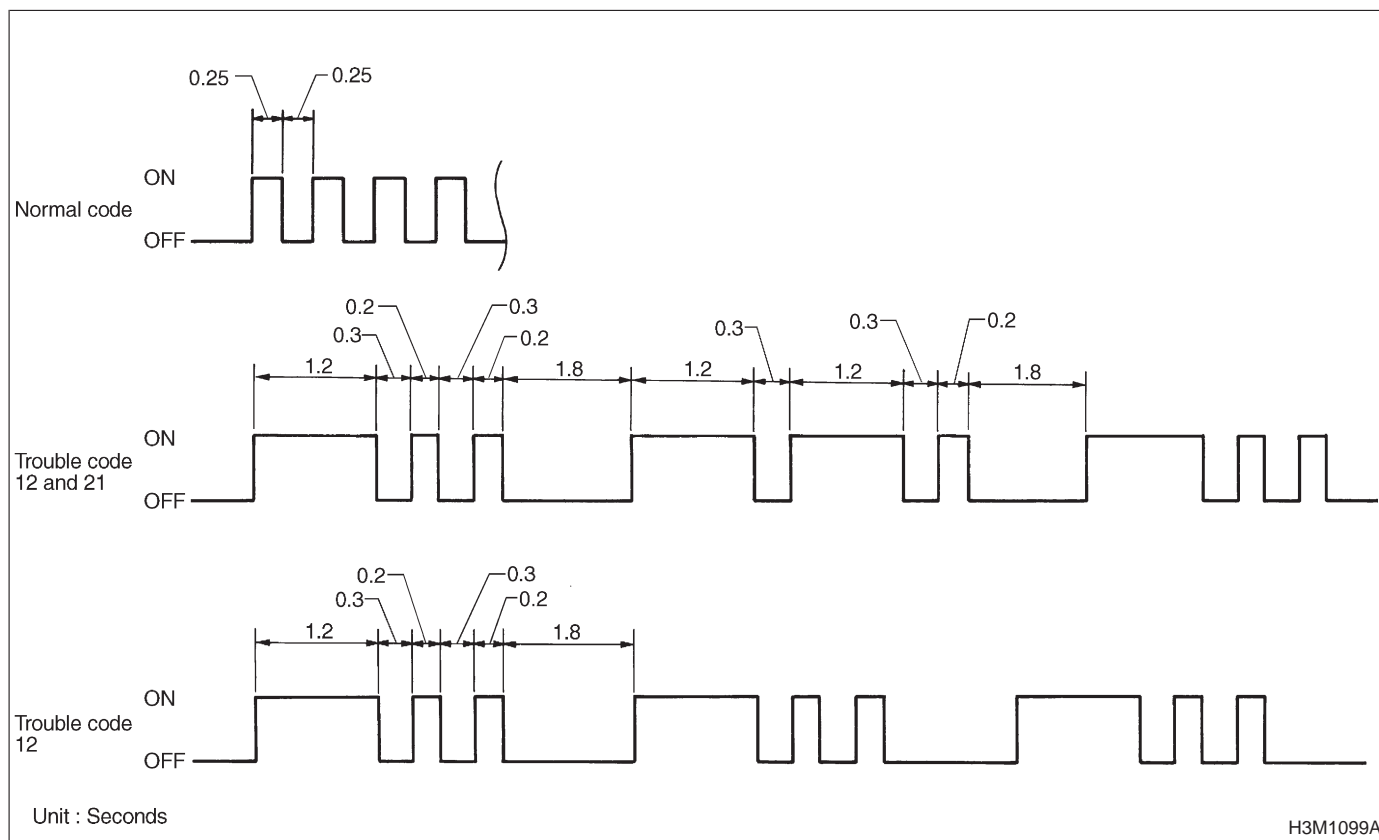 0.25 0.25
ON
Normal code
OFF
0.2 0.3
0.3 0.2
0.3 0.3 0.2
1.2 1.8 1.2 1.2 1.8
ON
Trouble code
12 and 21
OFF
0.2 0.3
0.3 0.2
1.2 1.8
ON
Trouble code
12
OFF
Unit : Seconds
H3M1099A